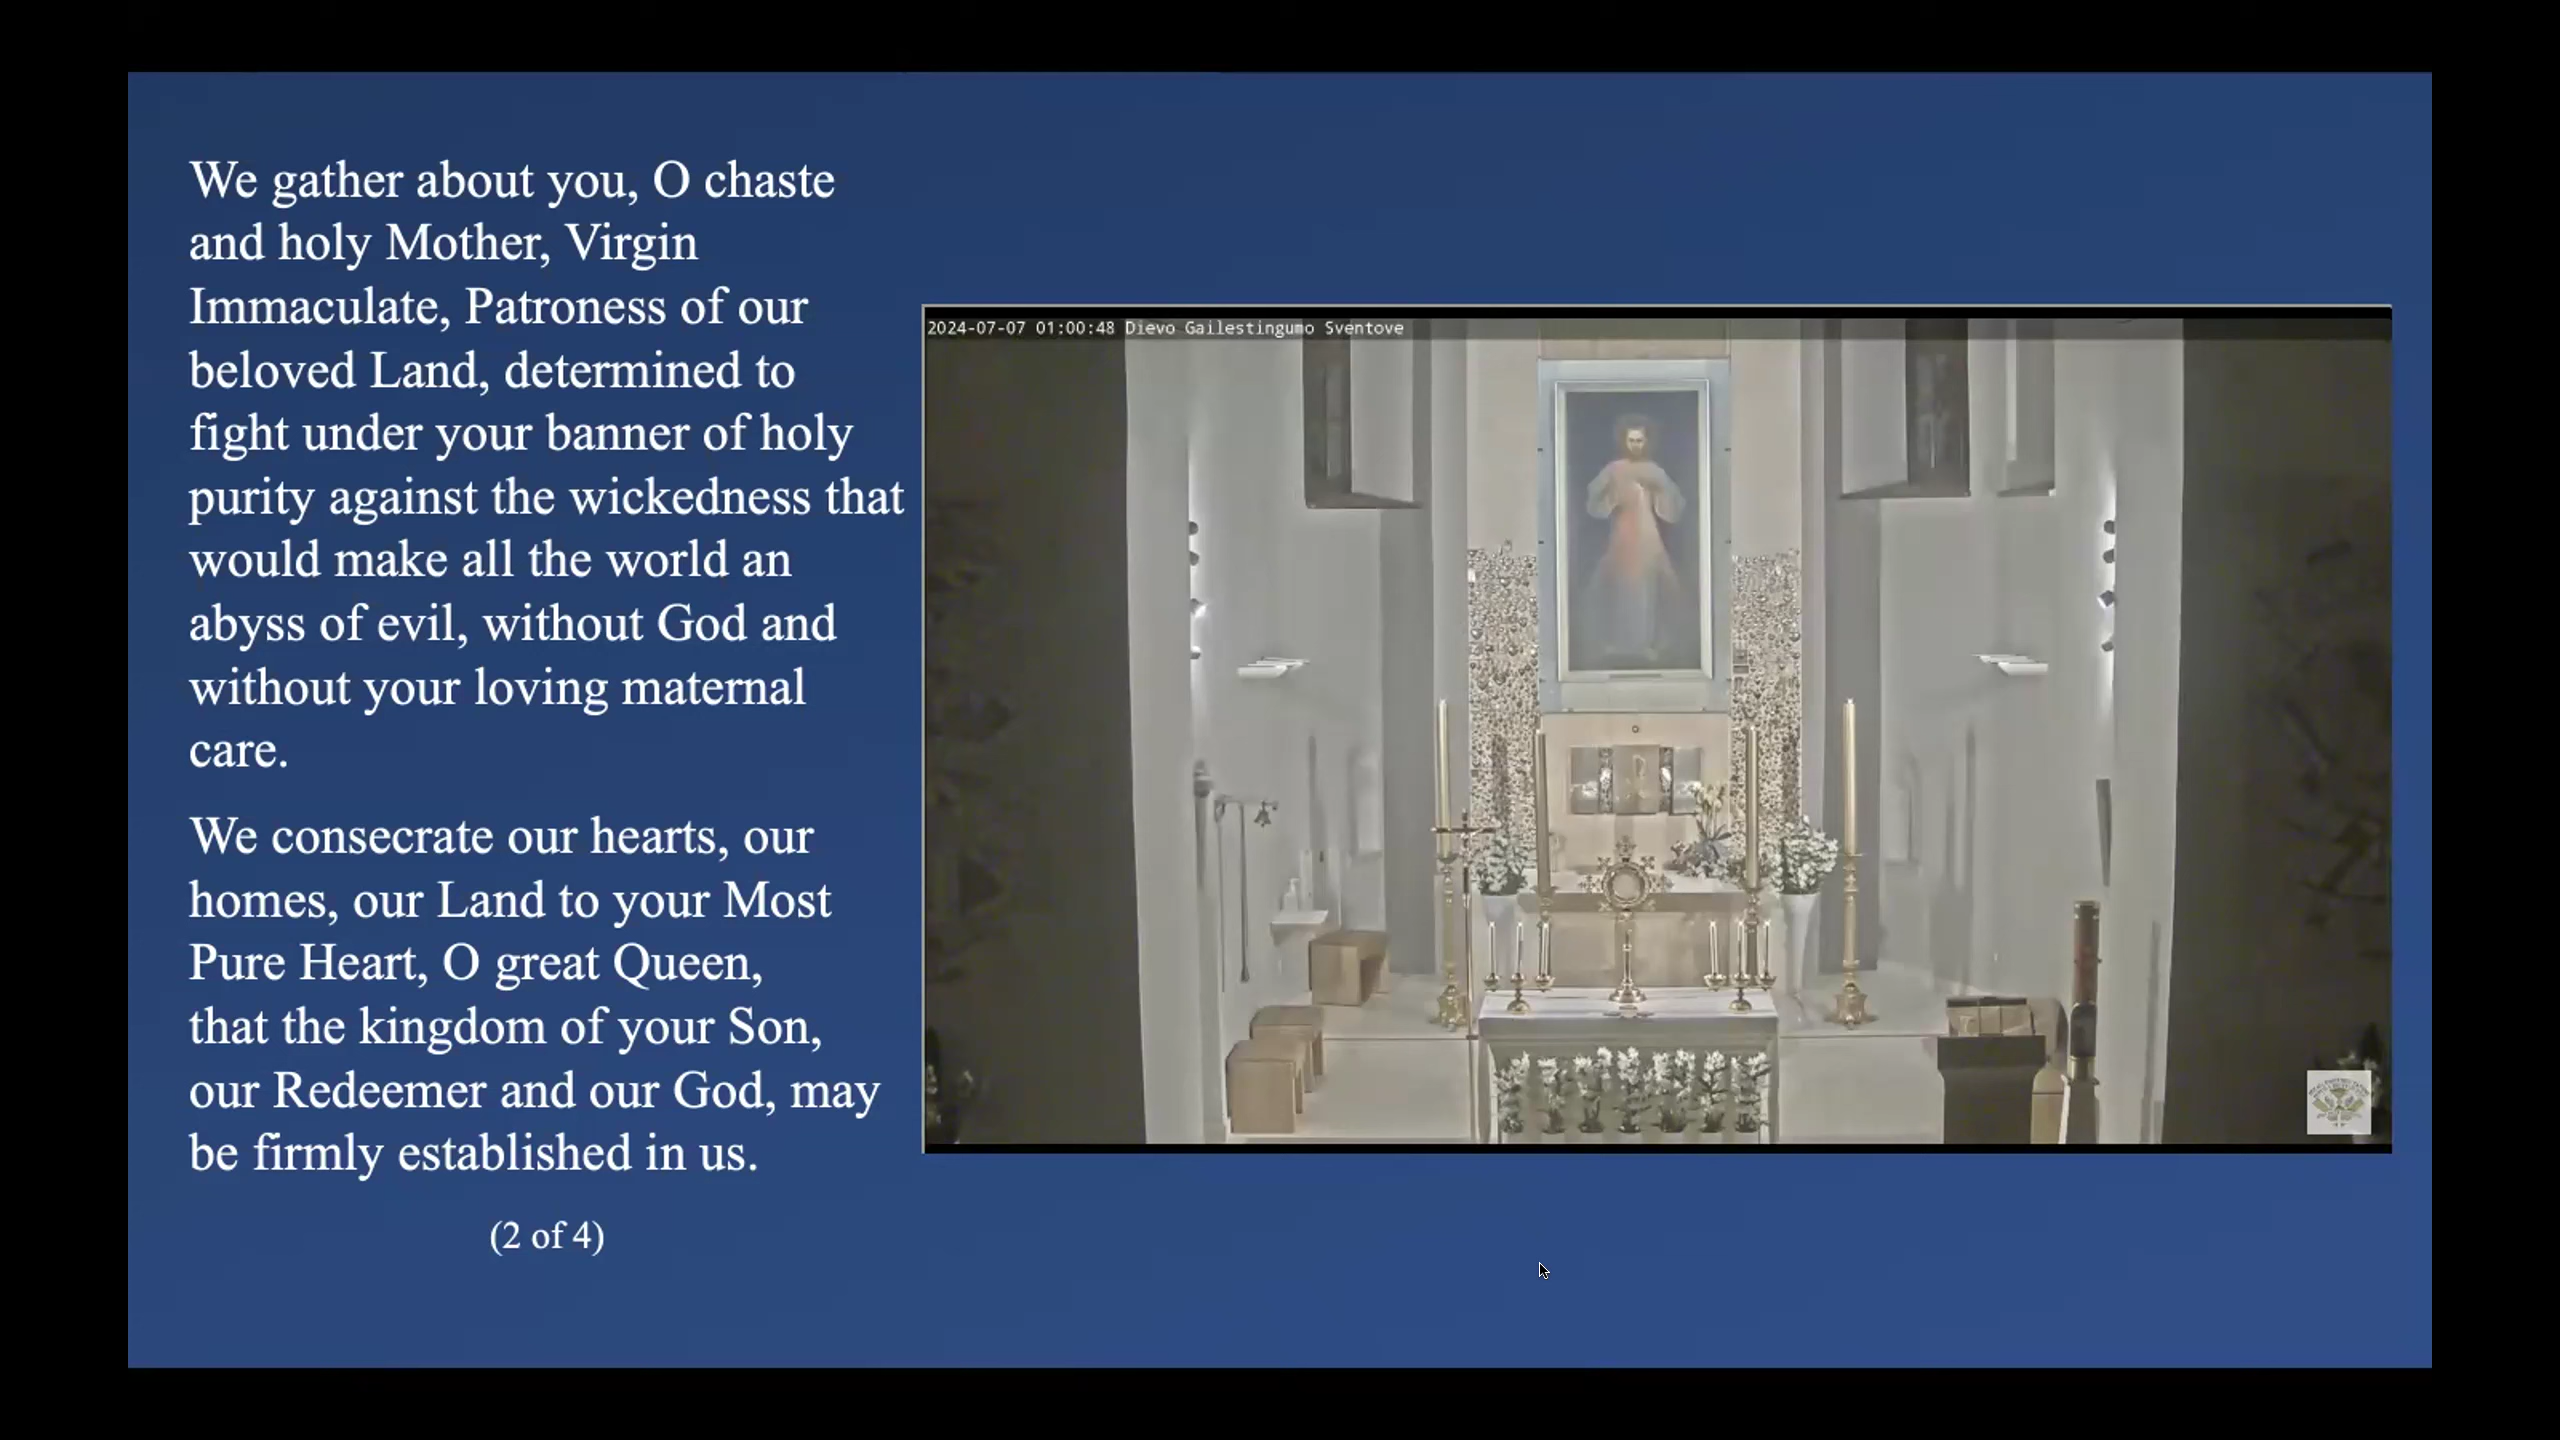 We gather about you, O chaste
and holy Mother, Virgin
Immaculate, Patroness of our
beloved Land, determined to
fight under your banner of holy
purity against the wickedness that
would make all the world an
abyss of evil, without God and
without your loving maternal
care.
We consecrate our hearts, our
homes, our Land to your Most
Pure Heart, O great Queen,
that the kingdom of your Son,
our Redeemer and our God, may
be firmly established in us.
(2 of 4)
2024-07-07 01:00:48 Dievo Gailestingumo Sventove